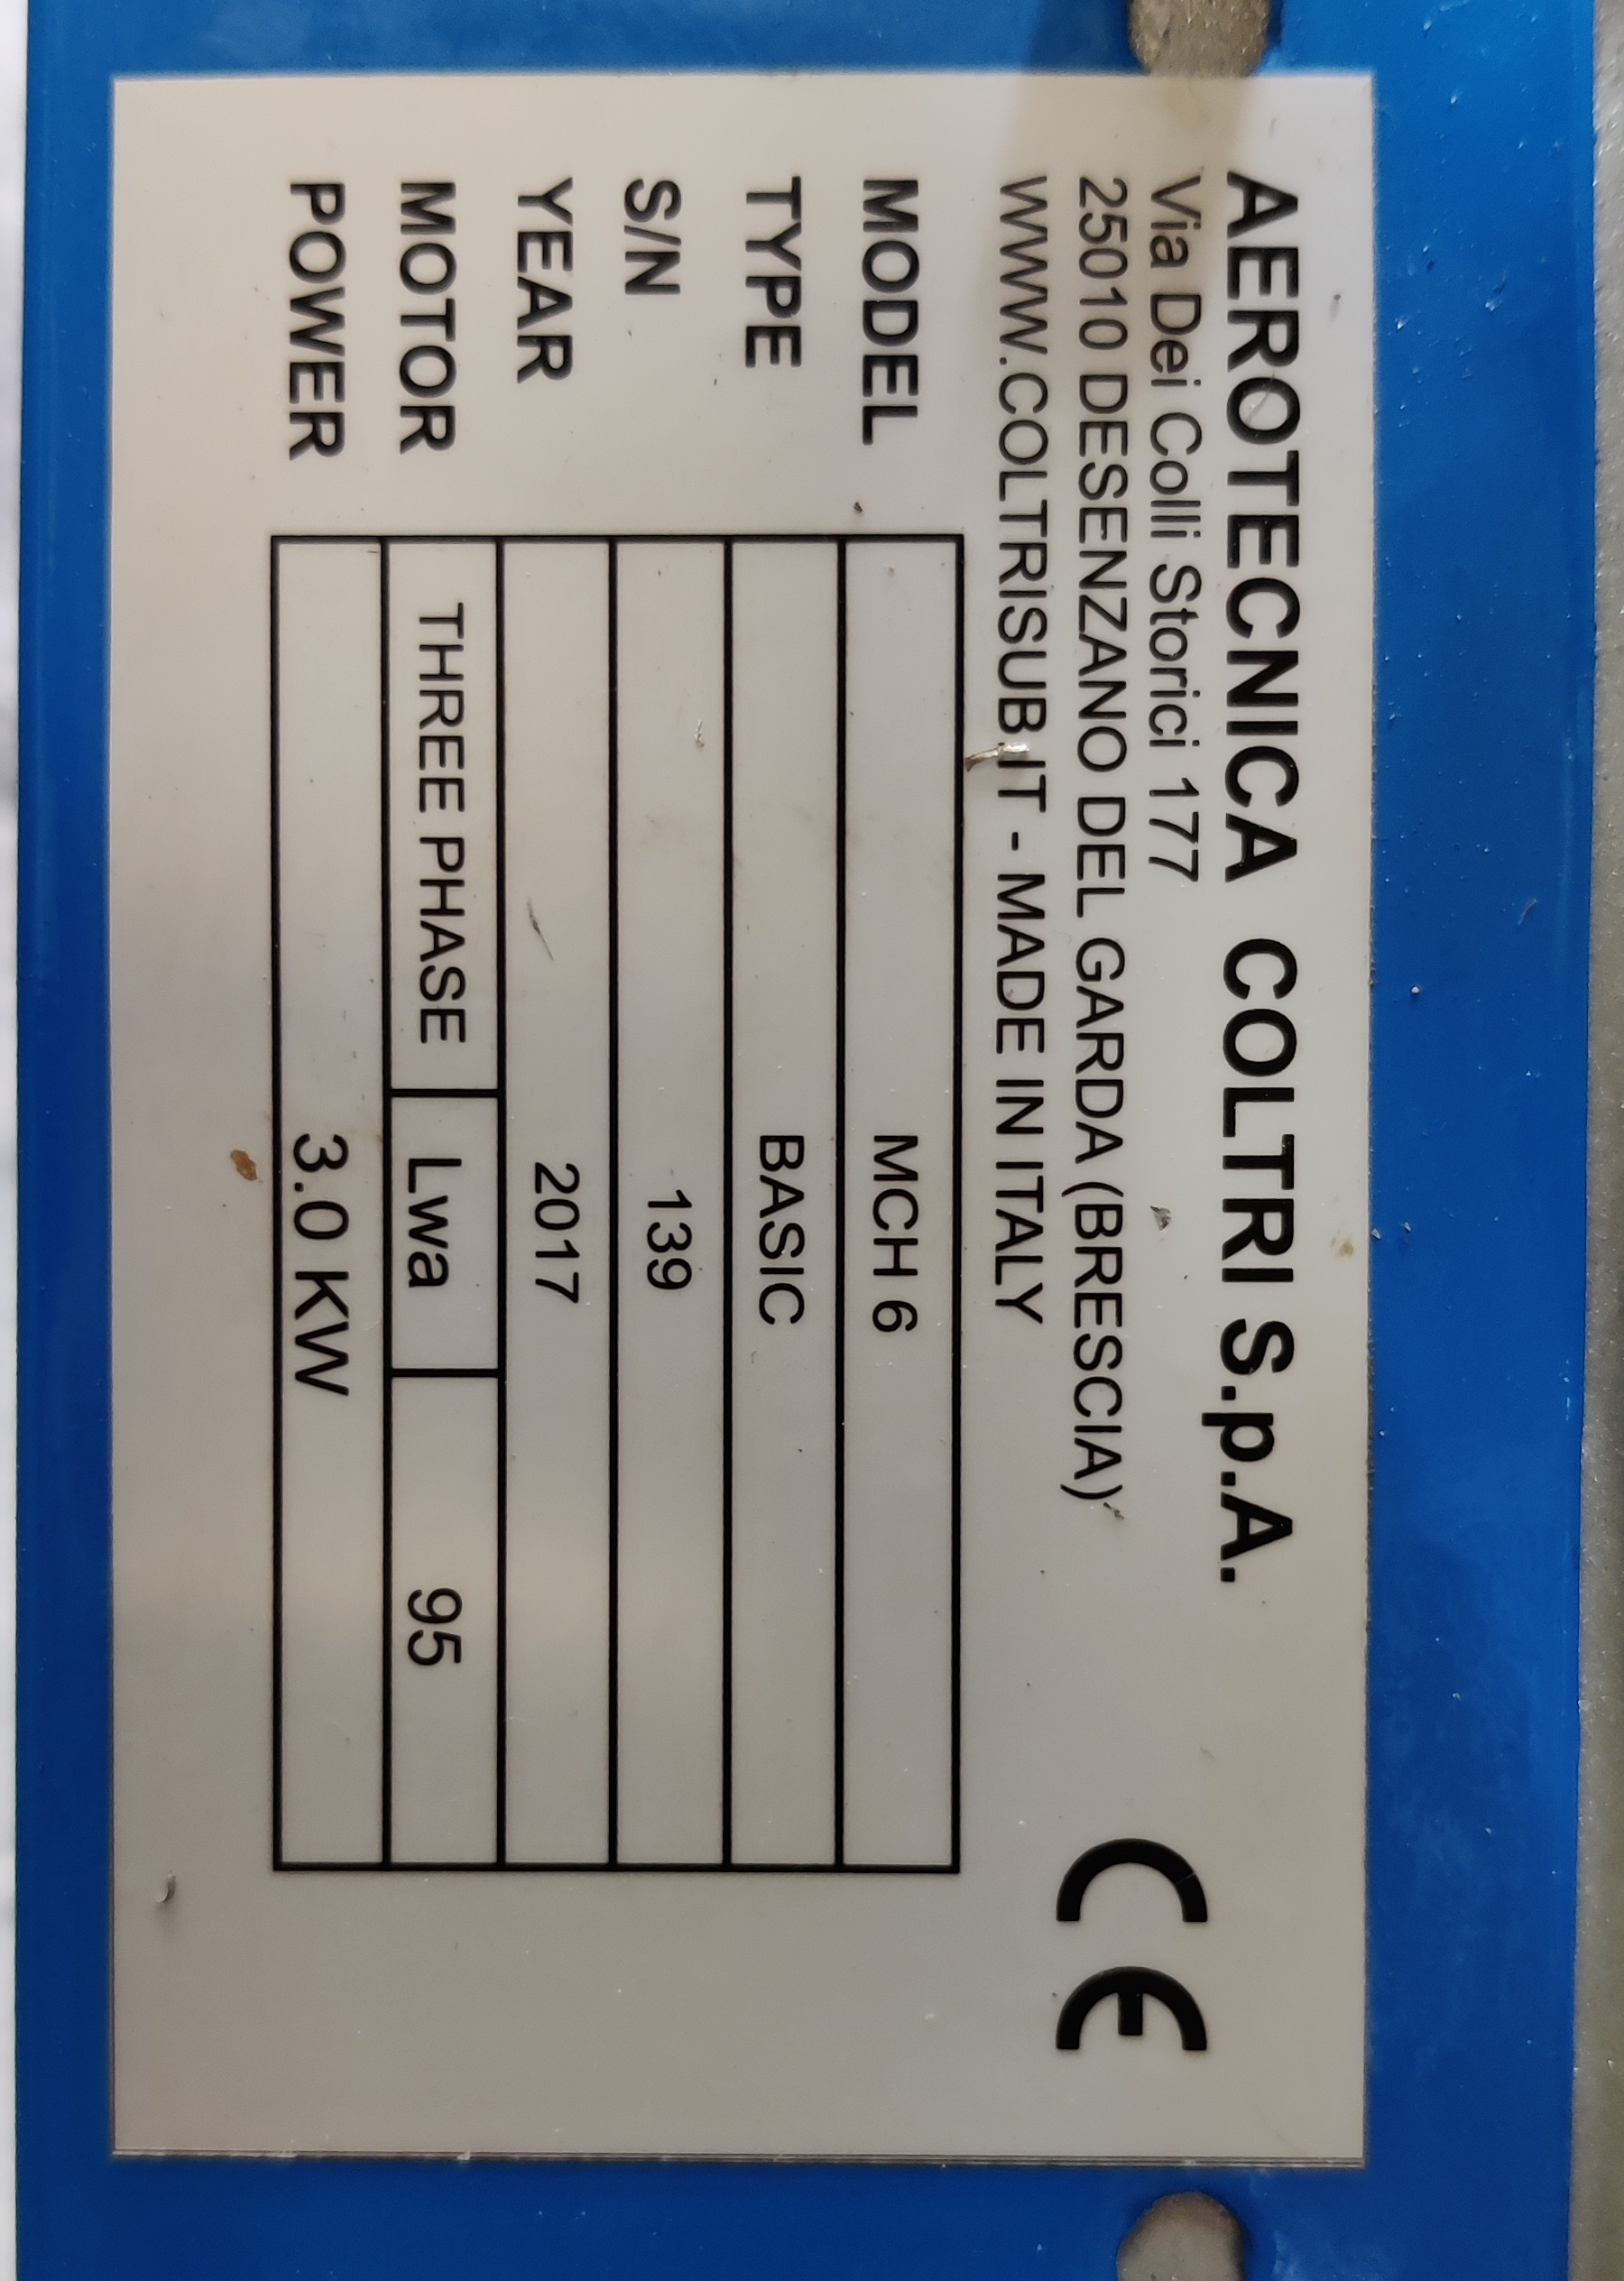 AEROTECNICA COLTRI S.p.A.
Via Dei Colli Storici 177
25010 DESENZANO DEL GARDA (BRESCIA)
WWW.COLTRISUB.IT - MADE IN ITALY
CE
MODEL MCH 6
TYPE BASIC
S/N 139
YEAR 2017
MOTOR THREE PHASE Lwa 95
POWER 3.0 KW